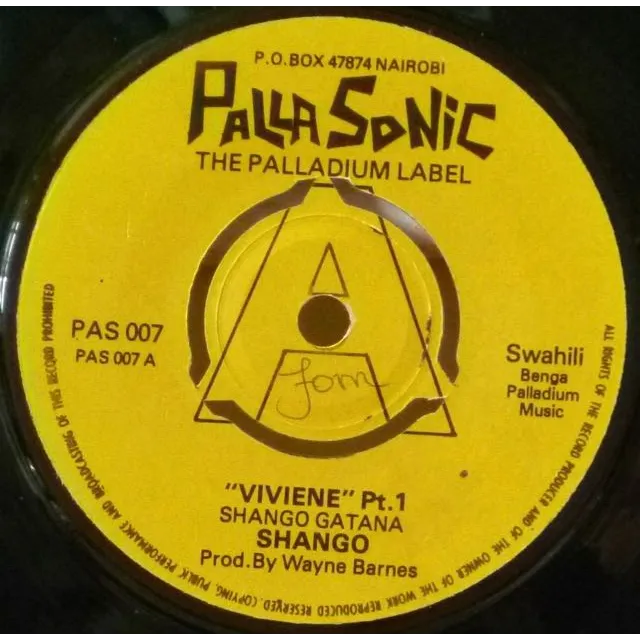 P.O.BOX 47874 NAIROBI
PALLA SONIC
THE PALLADIUM LABEL
A
PAS 007
PAS 007 A
Swahili
Benga
Palladium
Music
"VIVIENE" Pt.1
SHANGO GATANA
SHANGO
Prod.By Wayne Barnes
ALL RIGHTS OF THE RECORD PRODUCER AND OF THE OWNER OF THE WORK REPRODUCED RESERVED. COPYING, PUBLIC PERFORMANCE AND BROADCASTING OF THIS RECORD PROHIBITED